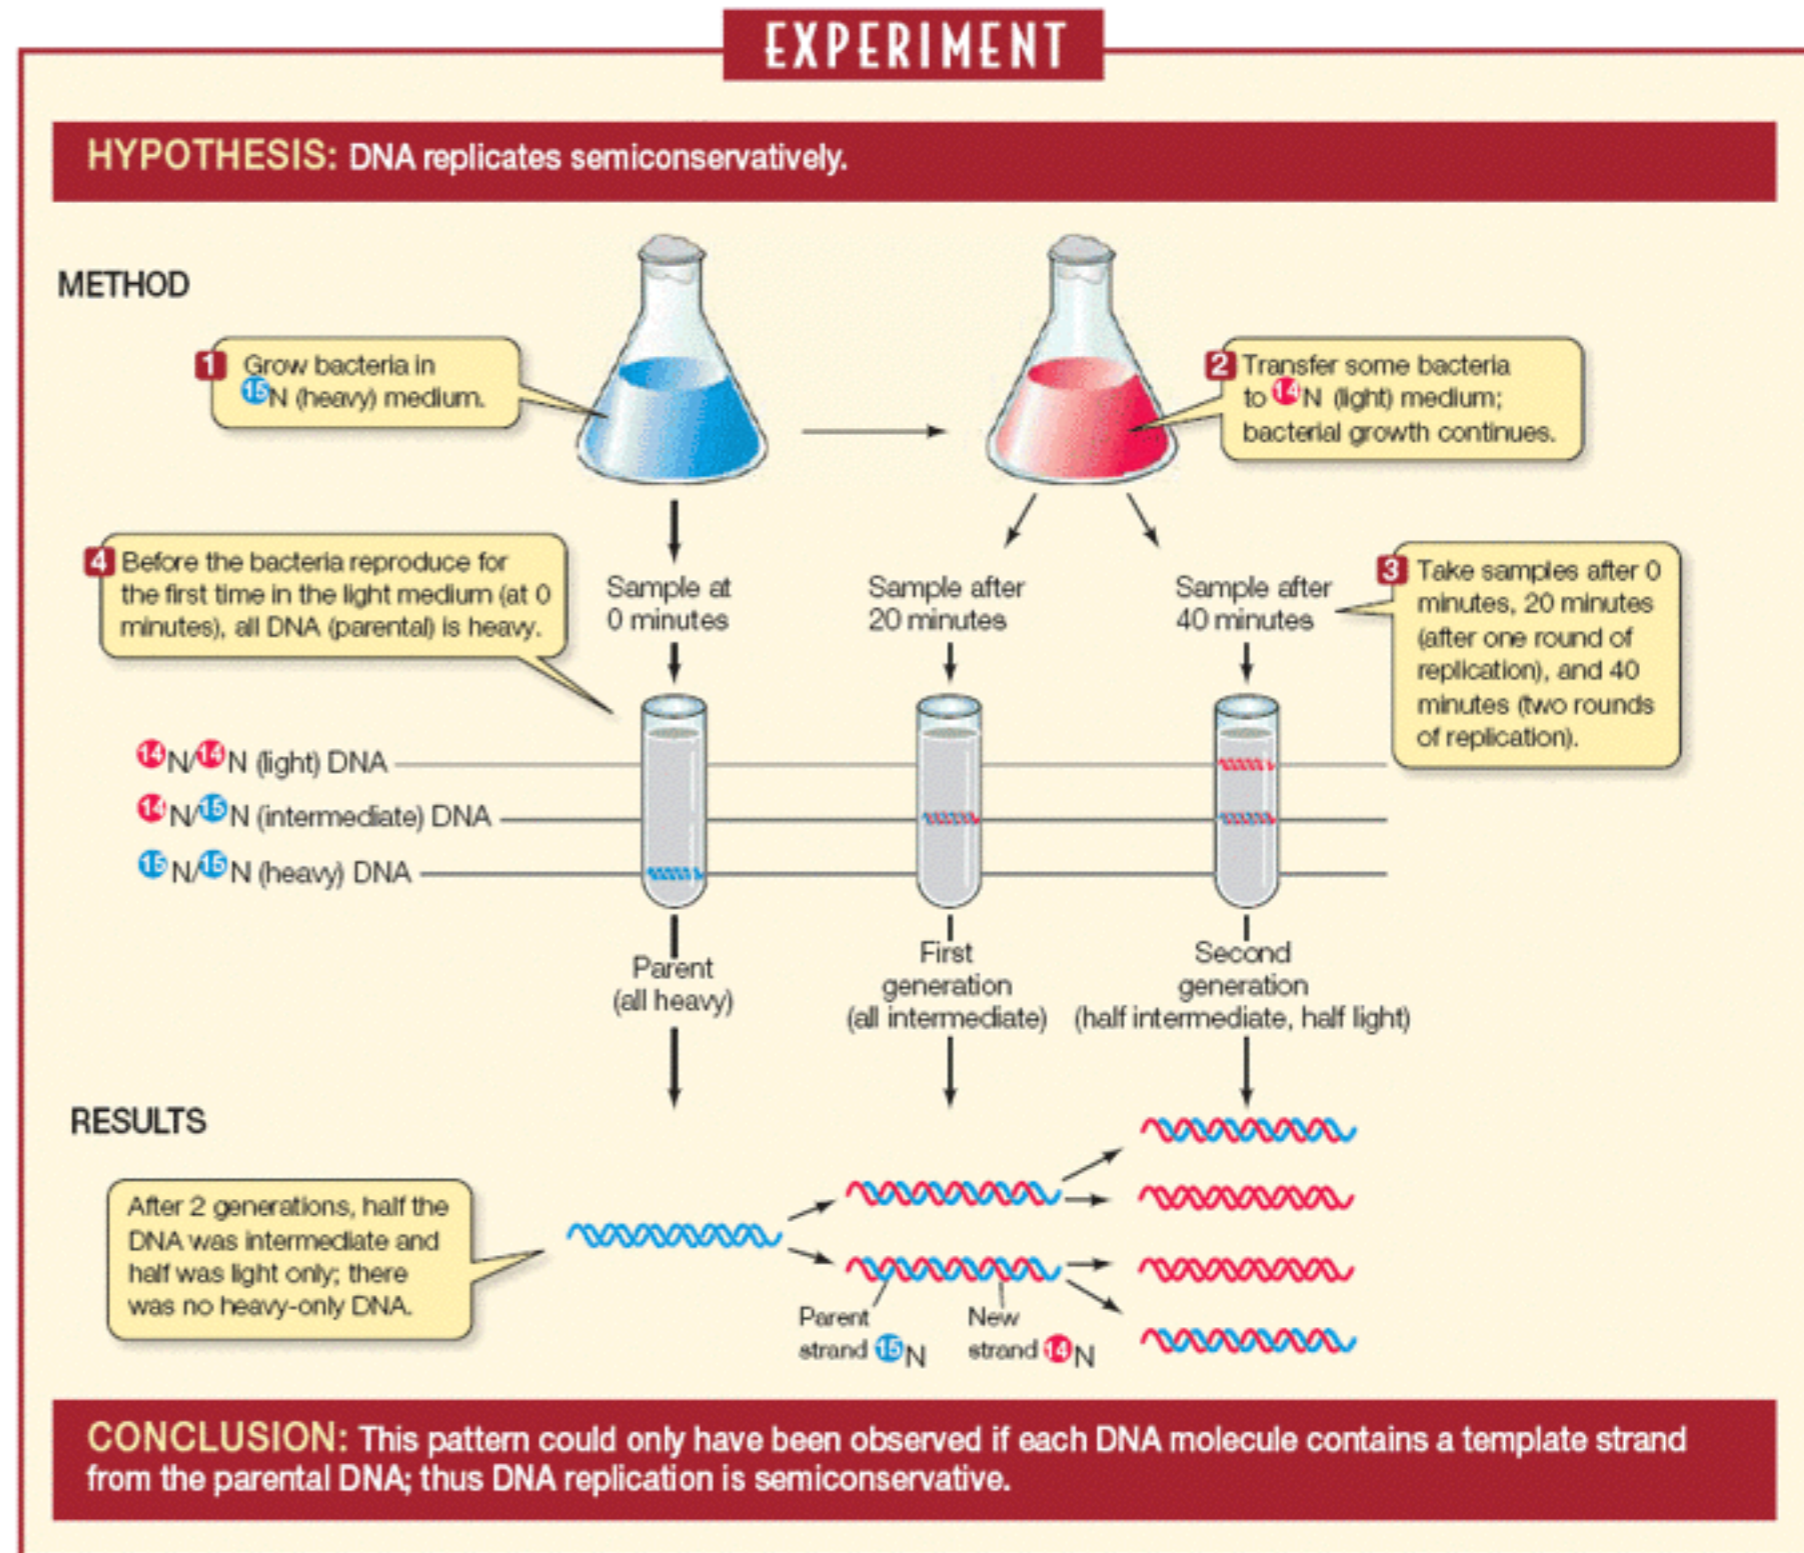 EXPERIMENT
HYPOTHESIS: DNA replicates semiconservatively.
METHOD
1 Grow bacteria in
15N (heavy) medium.
2 Transfer some bacteria
to 14N (light) medium;
bacterial growth continues.
4 Before the bacteria reproduce for
the first time in the light medium (at 0
minutes), all DNA (parental) is heavy.
Sample at
0 minutes
Sample after
20 minutes
Sample after
40 minutes
3 Take samples after 0
minutes, 20 minutes
(after one round of
replication), and 40
minutes (two rounds
of replication).
14N/14N (light) DNA
14N/15N (intermediate) DNA
15N/15N (heavy) DNA
Parent
(all heavy)
First
generation
(all intermediate)
Second
generation
(half intermediate, half light)
RESULTS
After 2 generations, half the
DNA was intermediate and
half was light only; there
was no heavy-only DNA.
Parent
strand 15N
New
strand 14N
CONCLUSION: This pattern could only have been observed if each DNA molecule contains a template strand
from the parental DNA; thus DNA replication is semiconservative.